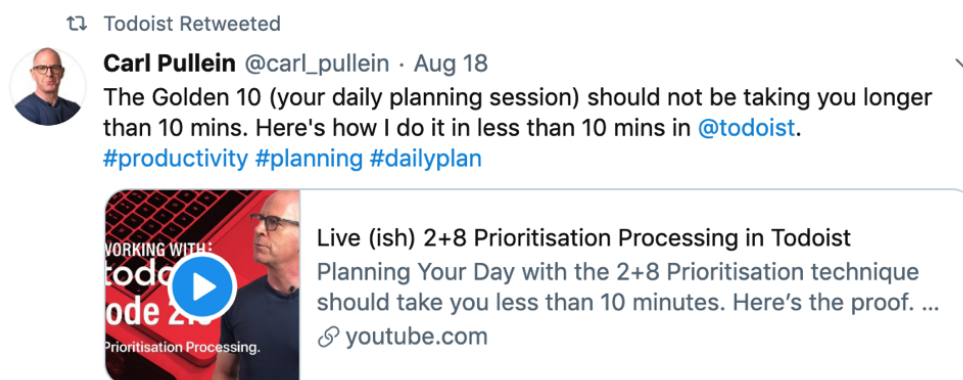 Todoist Retweeted
Carl Pullein @carl_pullein · Aug 18
The Golden 10 (your daily planning session) should not be taking you longer
than 10 mins. Here's how I do it in less than 10 mins in @todoist.
#productivity #planning #dailyplan
WORKING WITH:
Prioritisation Processing.
Live (ish) 2+8 Prioritisation Processing in Todoist
Planning Your Day with the 2+8 Prioritisation technique
should take you less than 10 minutes. Here’s the proof. ...
youtube.com